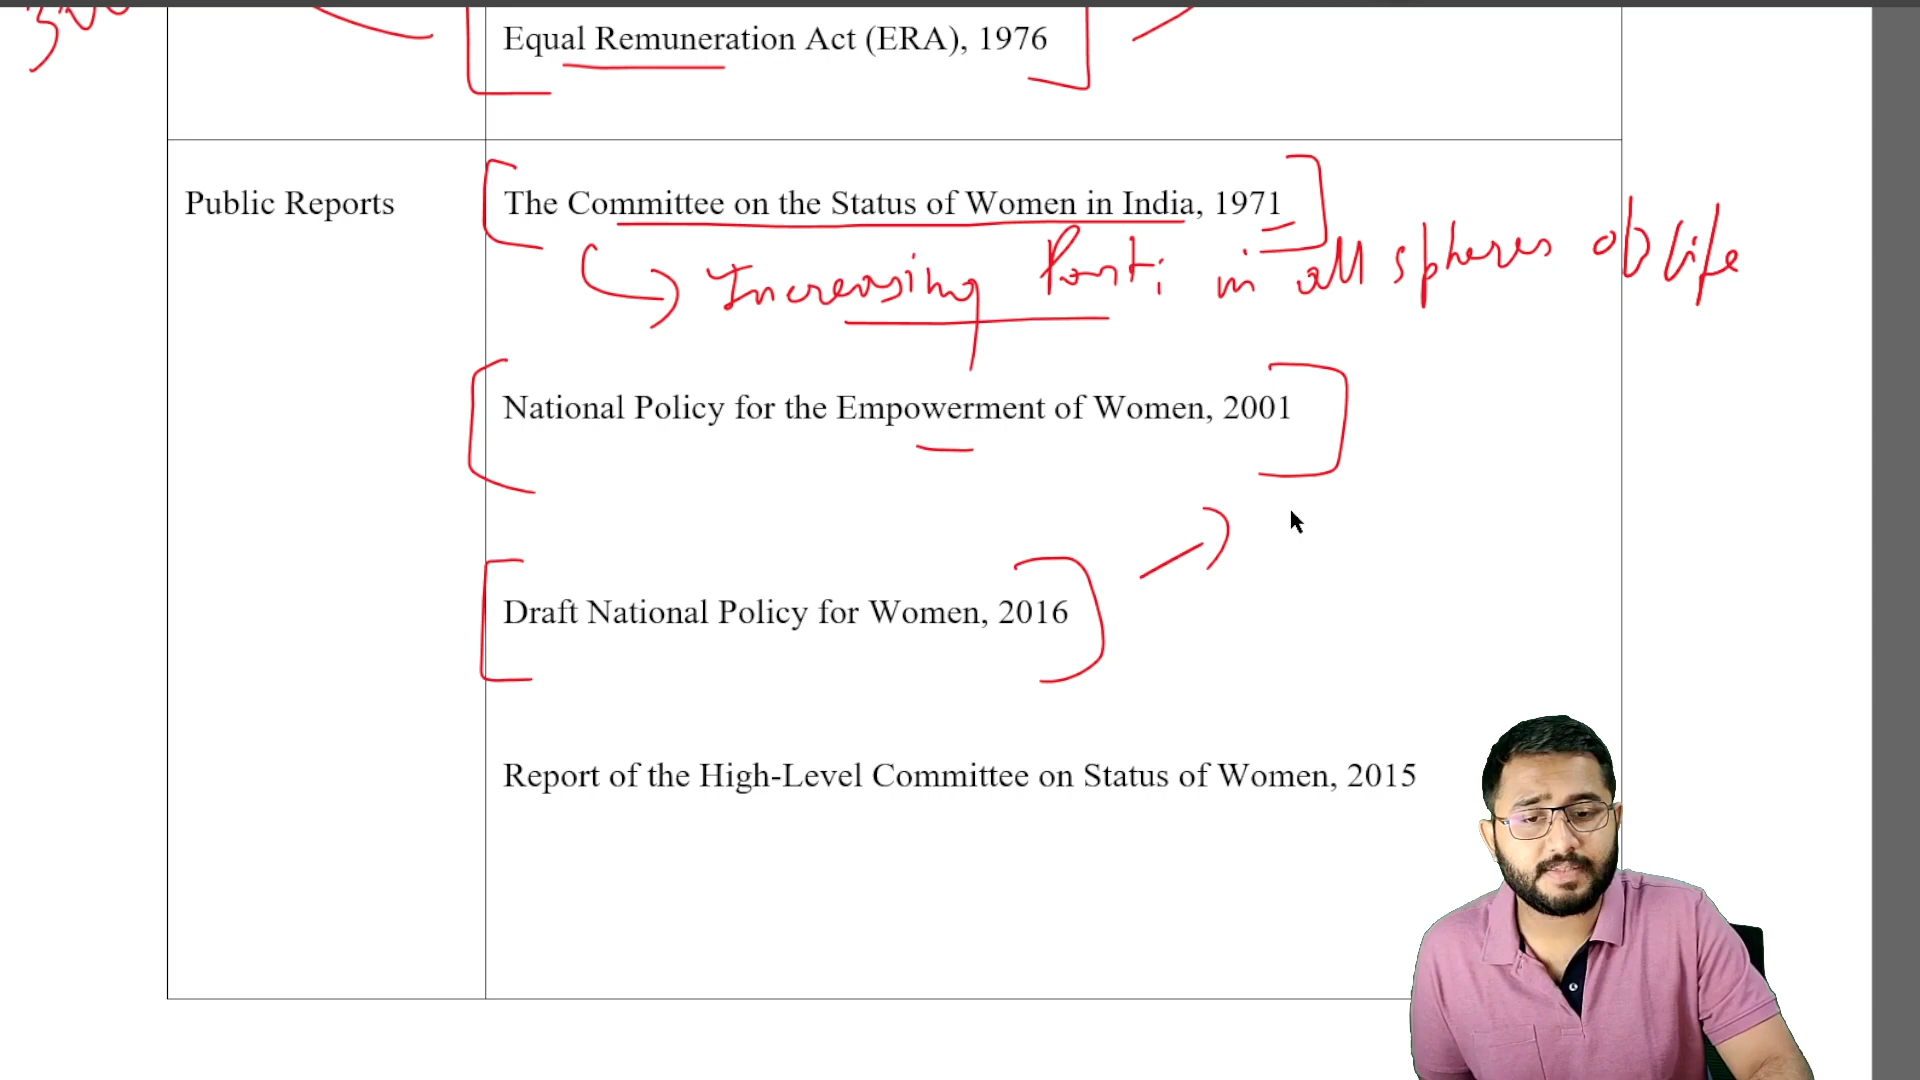 Equal Remuneration Act (ERA), 1976
Public Reports
The Committee on the Status of Women in India, 1971
Increasing Parti in all spheres of life
National Policy for the Empowerment of Women, 2001
Draft National Policy for Women, 2016
Report of the High-Level Committee on Status of Women, 2015